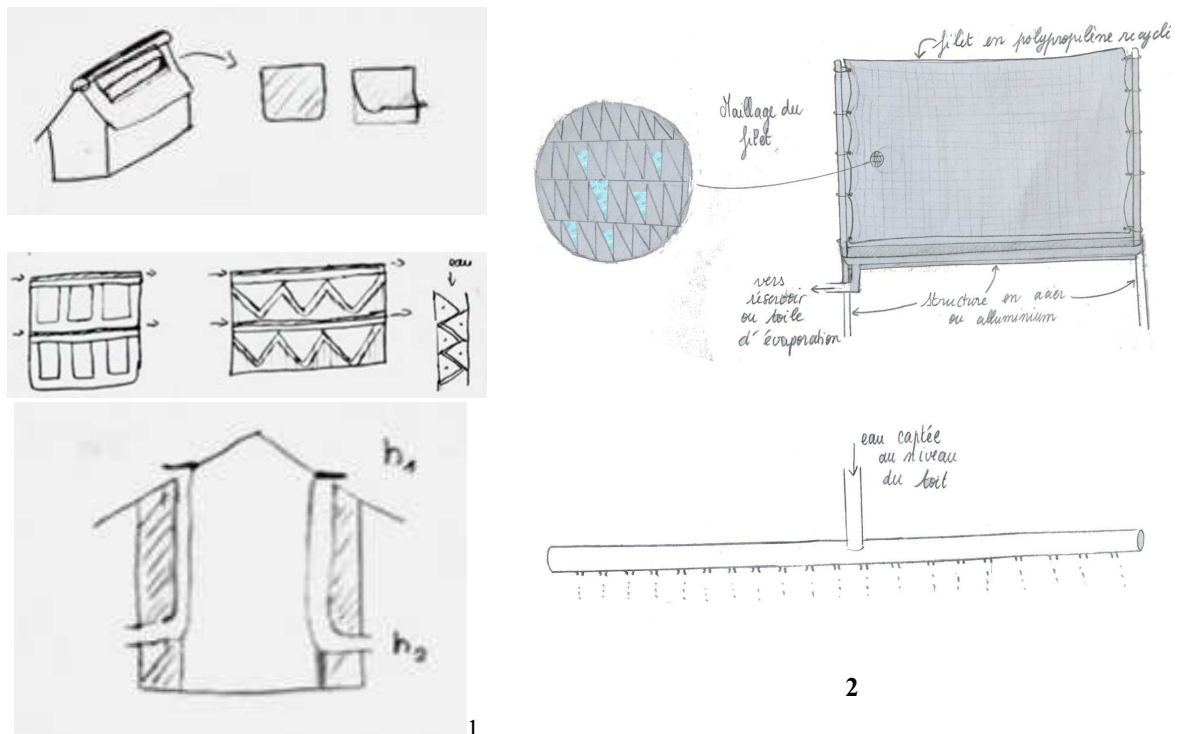 eau
h₁
h₂
1
filet en polypropilène recyclé
Maillage du
filet
vers
réservoir
ou toile
d'évaporation
structure en acier
ou alluminium
eau captée
au niveau
du toit
2